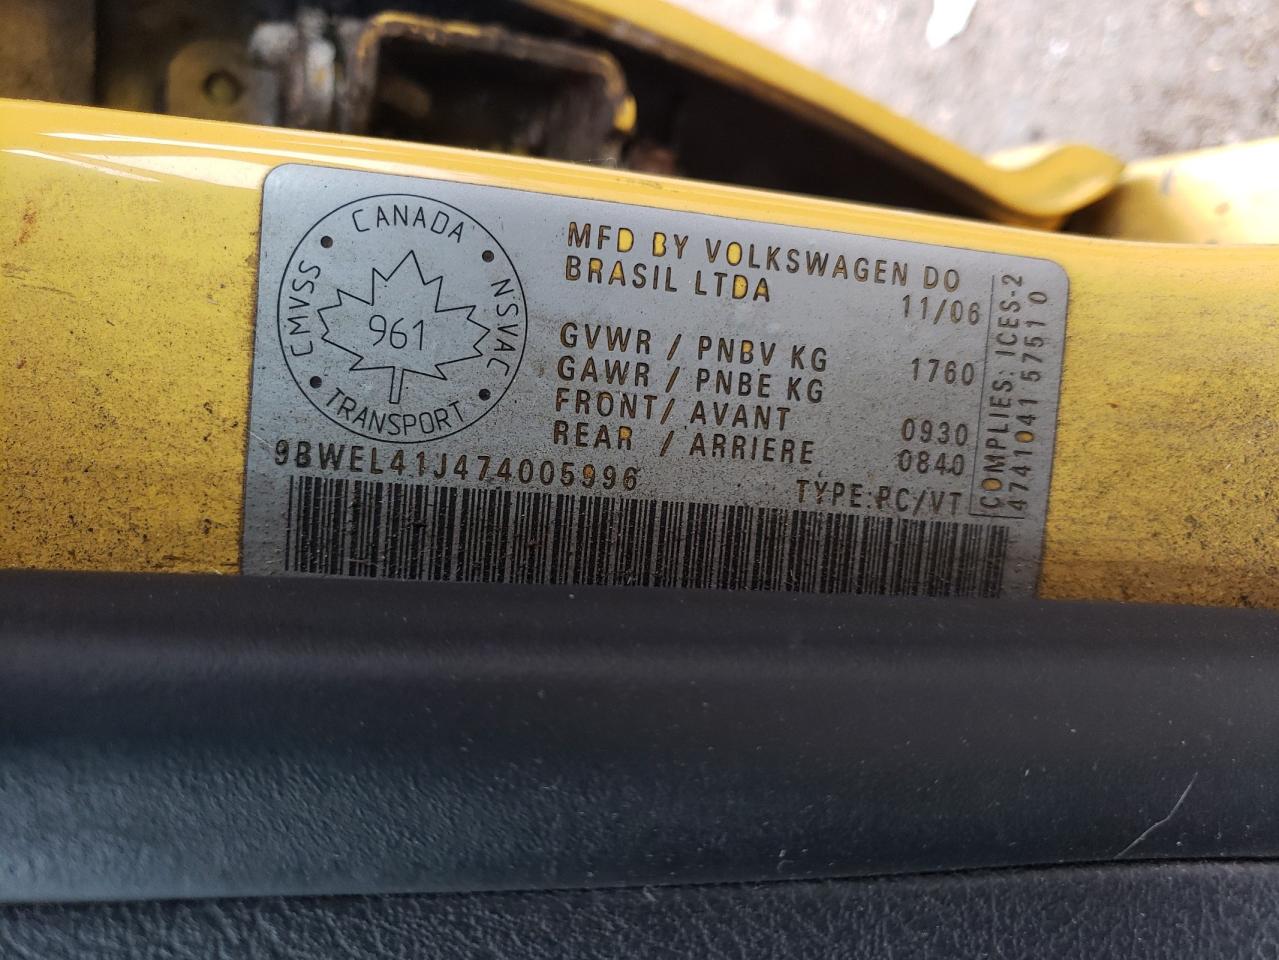 CANADA
CMVSS
NSVAC
961
TRANSPORT
MFD BY VOLKSWAGEN DO
BRASIL LTDA
11/06
GVWR / PNBV KG 1760
GAWR / PNBE KG
FRONT/ AVANT 0930
REAR / ARRIERE 0840
9BWEL41J474005996
TYPE:PC/VT
COMPLIES: ICES-2
4741041 57510